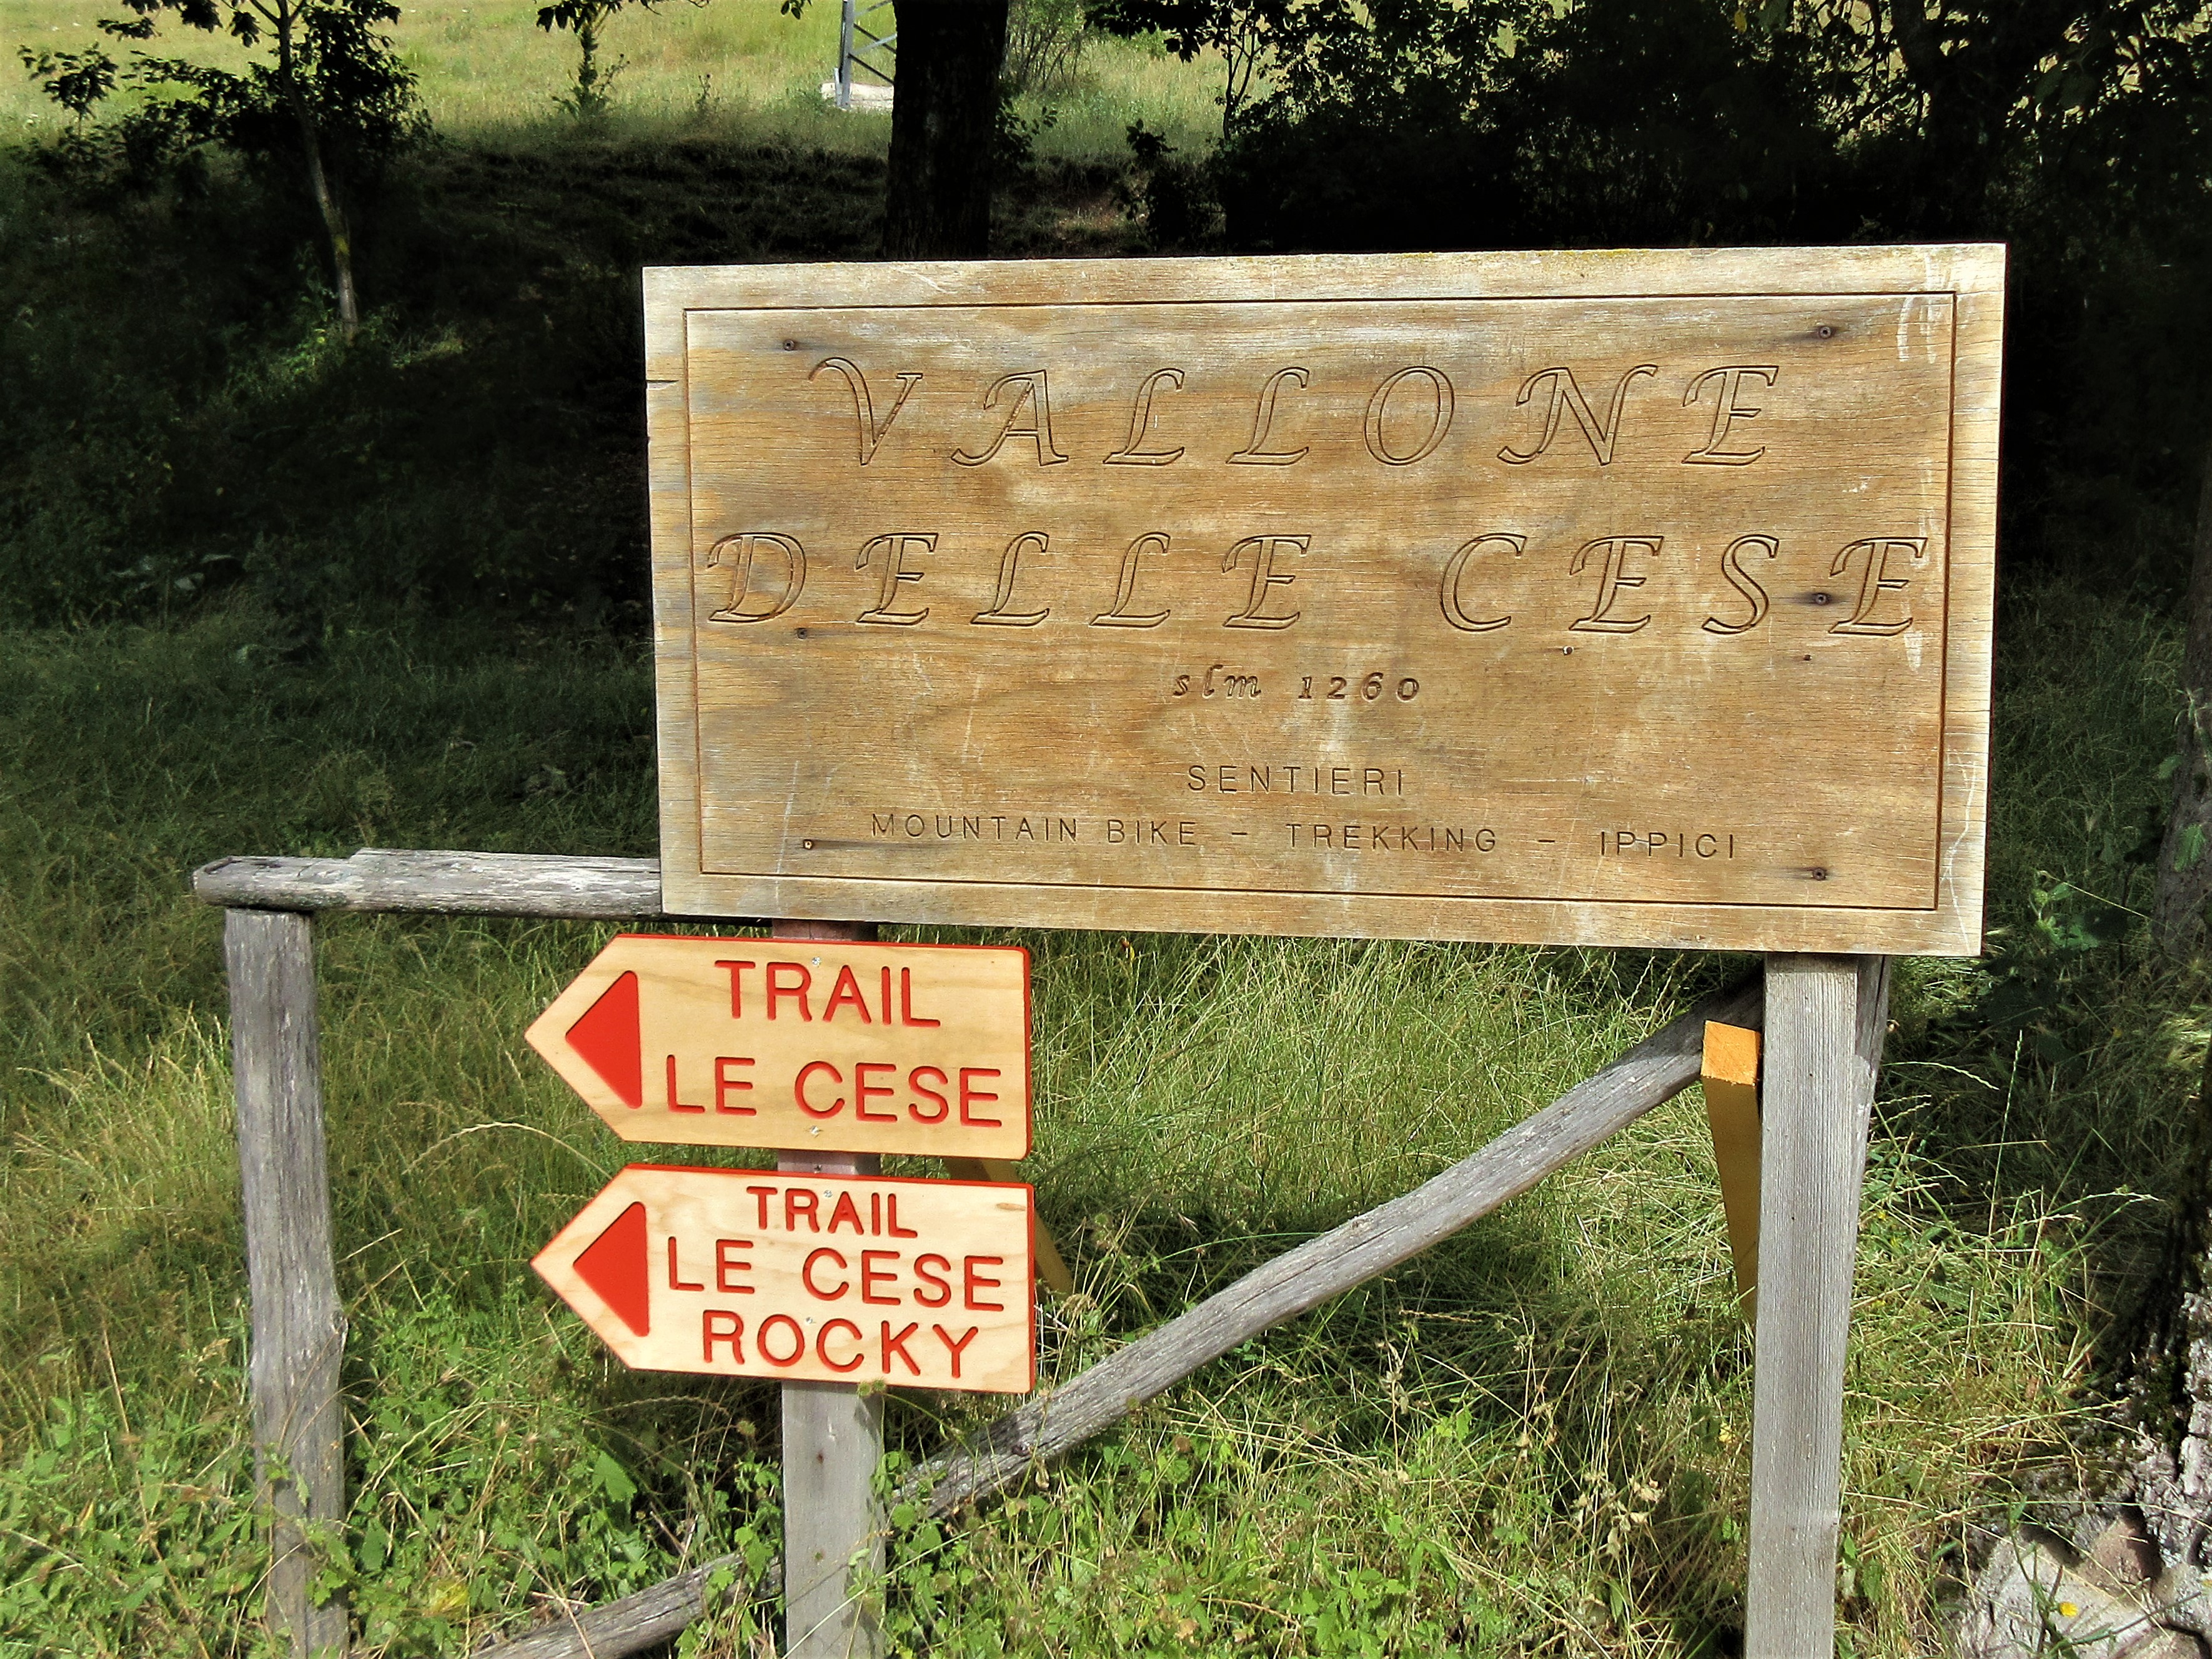 VALLONE
DELLE CESE
slm 1260
SENTIERI
MOUNTAIN BIKE - TREKKING - IPPICI
TRAIL
LE CESE
TRAIL
LE CESE
ROCKY